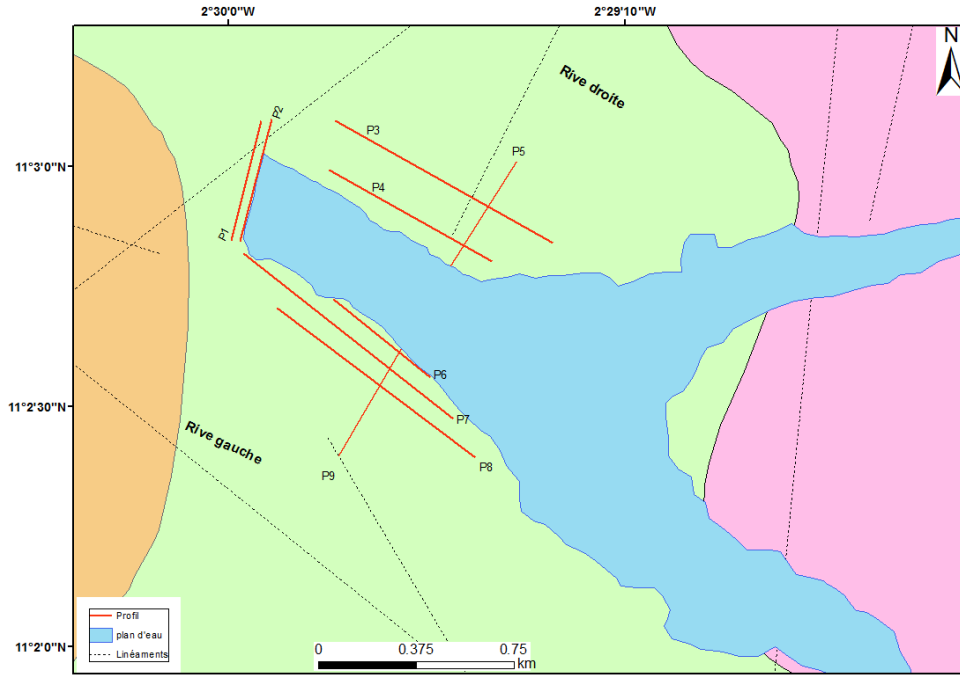 2°30'0"W
2°29'10"W
N
Rive droite
P2
P3
P5
11°3'0"N
P4
P1
P6
11°2'30"N
P7
Rive gauche
P8
P9
Profil
plan d'eau
Linéaments
0 0.375 0.75
km
11°2'0"N